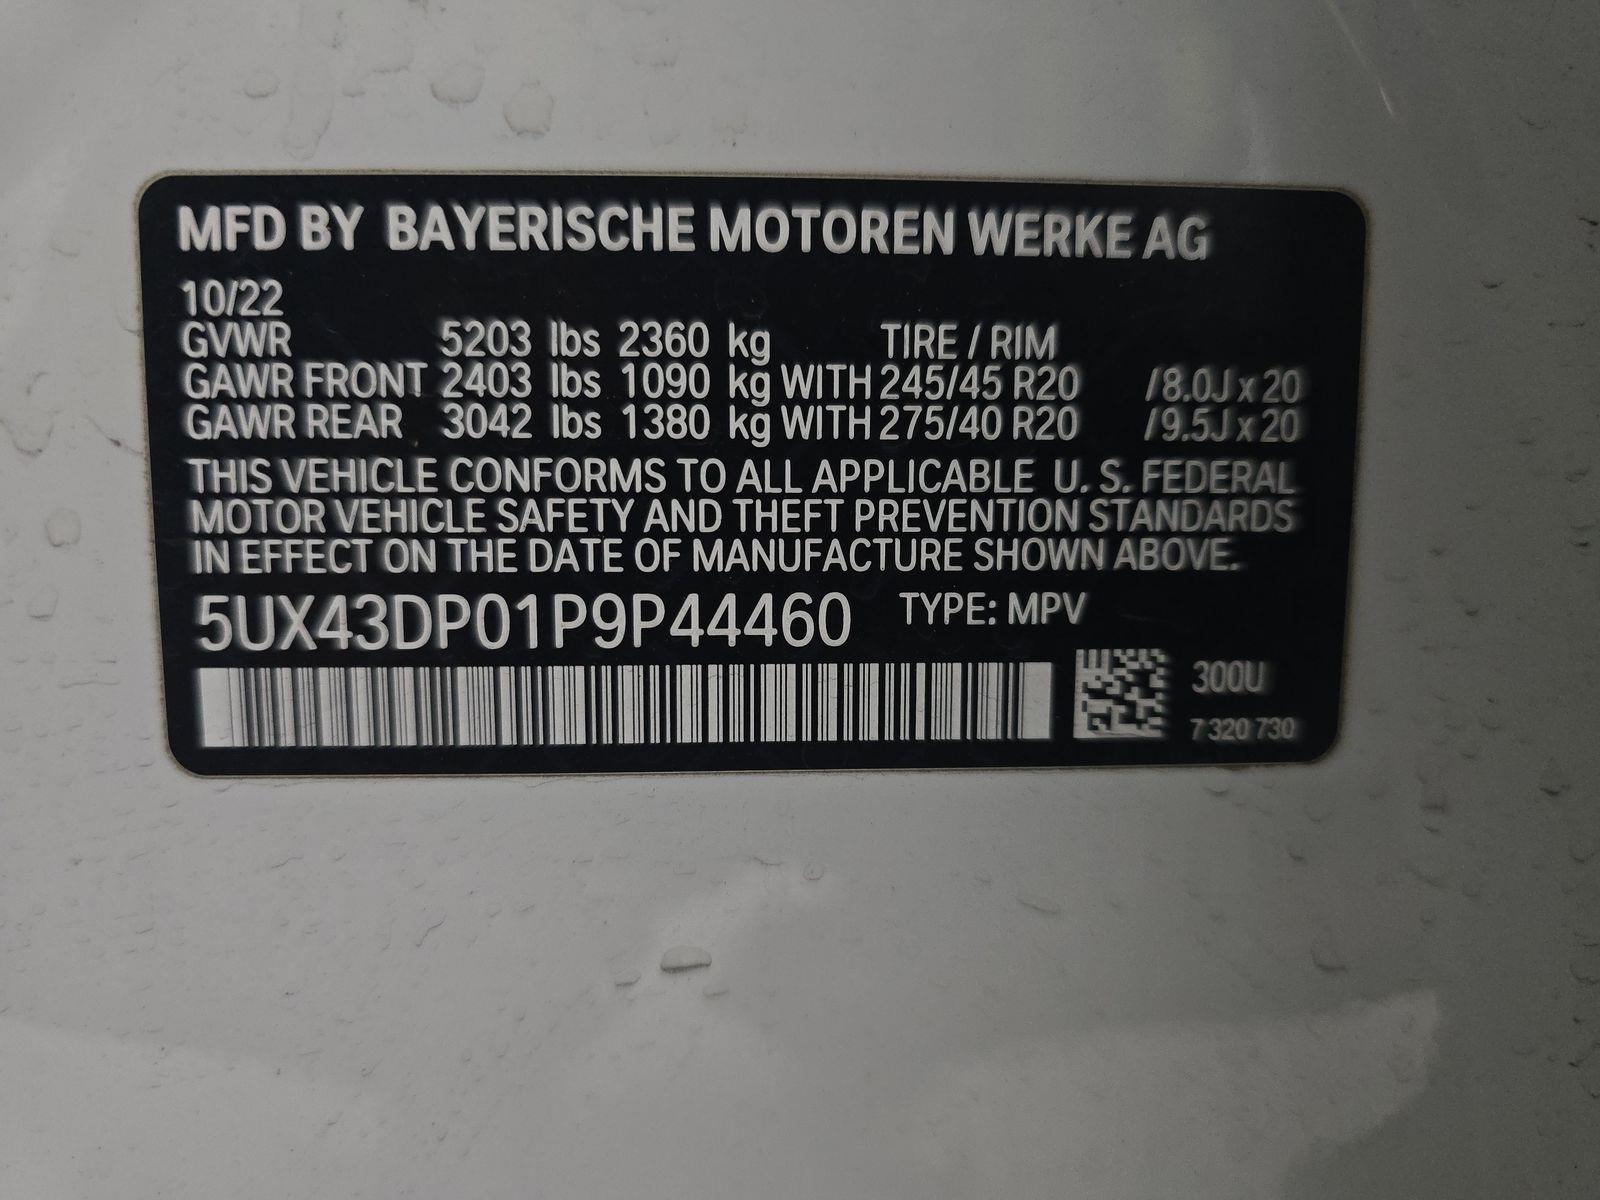 MFD BY BAYERISCHE MOTOREN WERKE AG
10/22
GVWR 5203 lbs 2360 kg TIRE / RIM
GAWR FRONT 2403 lbs 1090 kg WITH 245/45 R20 /8.0J x 20
GAWR REAR 3042 lbs 1380 kg WITH 275/40 R20 /9.5J x 20
THIS VEHICLE CONFORMS TO ALL APPLICABLE U. S. FEDERAL
MOTOR VEHICLE SAFETY AND THEFT PREVENTION STANDARDS
IN EFFECT ON THE DATE OF MANUFACTURE SHOWN ABOVE.
5UX43DP01P9P44460 TYPE: MPV
300U
7 320 730